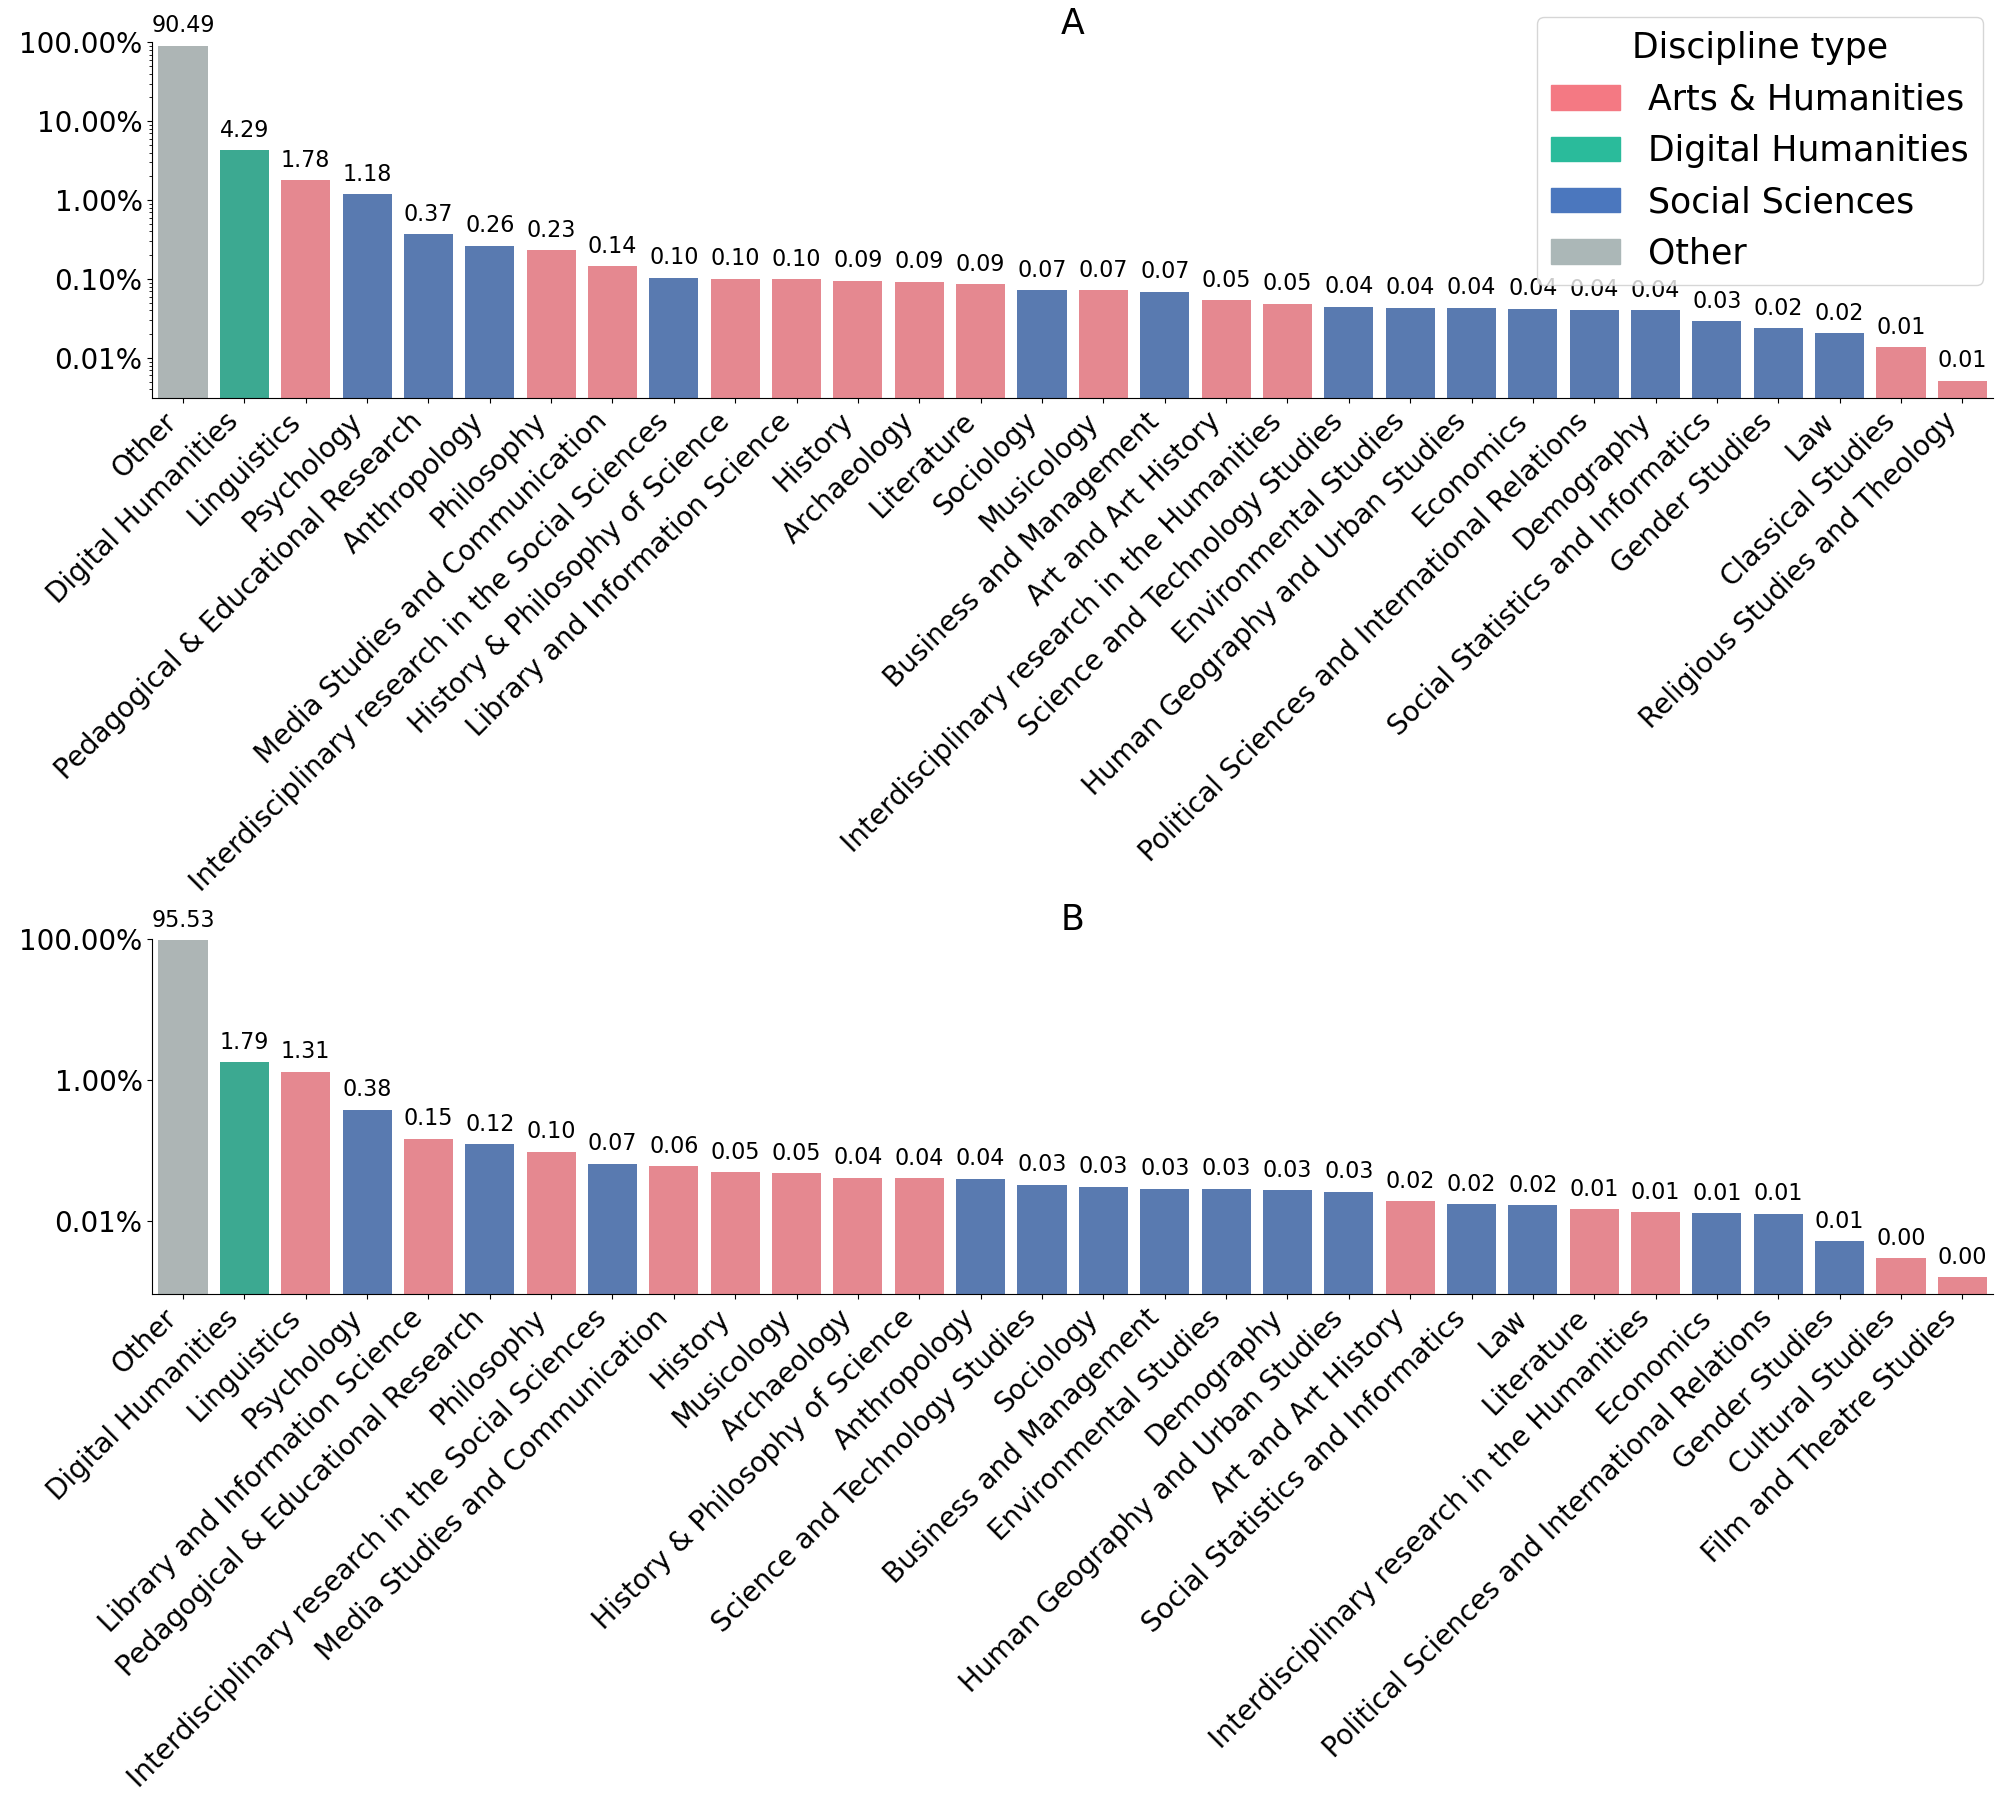 A
Discipline type
Arts & Humanities
Digital Humanities
Social Sciences
Other
100.00%
10.00%
1.00%
0.10%
0.01%
90.49
4.29
1.78
1.18
0.37
0.26
0.23
0.14
0.10
0.10
0.10
0.09
0.09
0.09
0.07
0.07
0.07
0.05
0.05
0.04
0.04
0.04
0.04
0.04
0.04
0.03
0.02
0.02
0.01
0.01
Other
Digital Humanities
Linguistics
Psychology
Pedagogical & Educational Research
Anthropology
Philosophy
Media Studies and Communication
Interdisciplinary research in the Social Sciences
History & Philosophy of Science
Library and Information Science
History
Archaeology
Literature
Sociology
Musicology
Business and Management
Art and Art History
Interdisciplinary research in the Humanities
Science and Technology Studies
Environmental Studies
Human Geography and Urban Studies
Economics
Political Sciences and International Relations
Demography
Social Statistics and Informatics
Gender Studies
Law
Classical Studies
Religious Studies and Theology
B
100.00%
1.00%
0.01%
95.53
1.79
1.31
0.38
0.15
0.12
0.10
0.07
0.06
0.05
0.05
0.04
0.04
0.04
0.03
0.03
0.03
0.03
0.03
0.03
0.02
0.02
0.02
0.01
0.01
0.01
0.01
0.01
0.00
0.00
Other
Digital Humanities
Linguistics
Psychology
Library and Information Science
Pedagogical & Educational Research
Philosophy
Interdisciplinary research in the Social Sciences
Media Studies and Communication
History
Musicology
Archaeology
History & Philosophy of Science
Anthropology
Science and Technology Studies
Sociology
Business and Management
Environmental Studies
Demography
Human Geography and Urban Studies
Art and Art History
Social Statistics and Informatics
Law
Literature
Interdisciplinary research in the Humanities
Economics
Political Sciences and International Relations
Gender Studies
Cultural Studies
Film and Theatre Studies